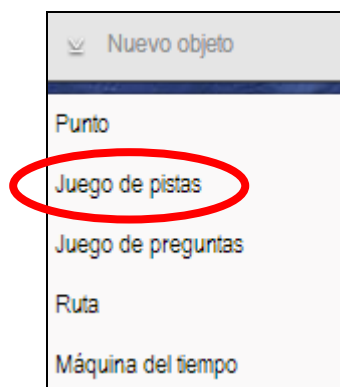 Nuevo objeto
Punto
Juego de pistas
Juego de preguntas
Ruta
Máquina del tiempo